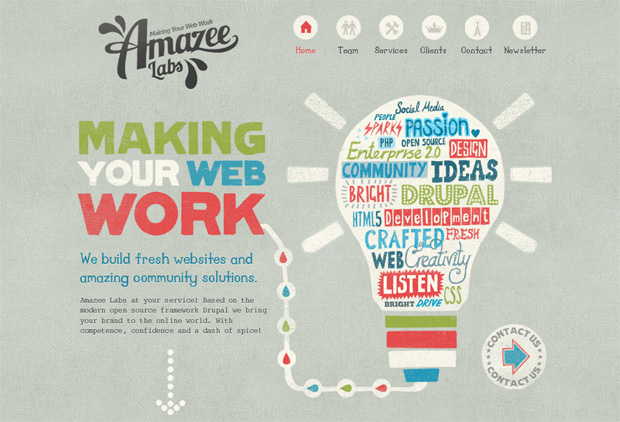 Making Your Web Work
Amazee
Labs
Home Team Services Clients Contact Newsletter
MAKING
YOUR WEB
WORK
We build fresh websites and
amazing community solutions.
Amazee Labs at your service! Based on the
modern open source framework Drupal we bring
your brand to the online world. With
competence, confidence and a dash of spice!
Social Media
PEOPLE
SPARKS PASSION
PHP OPEN SOURCE DESIGN
Enterprise 2.0
COMMUNITY IDEAS
BRIGHT DRUPAL
HTML5 Development
CRAFTED FRESH
WEB Creativity
LISTEN
BRIGHT DRIVE CSS
CONTACT US
CONTACT US